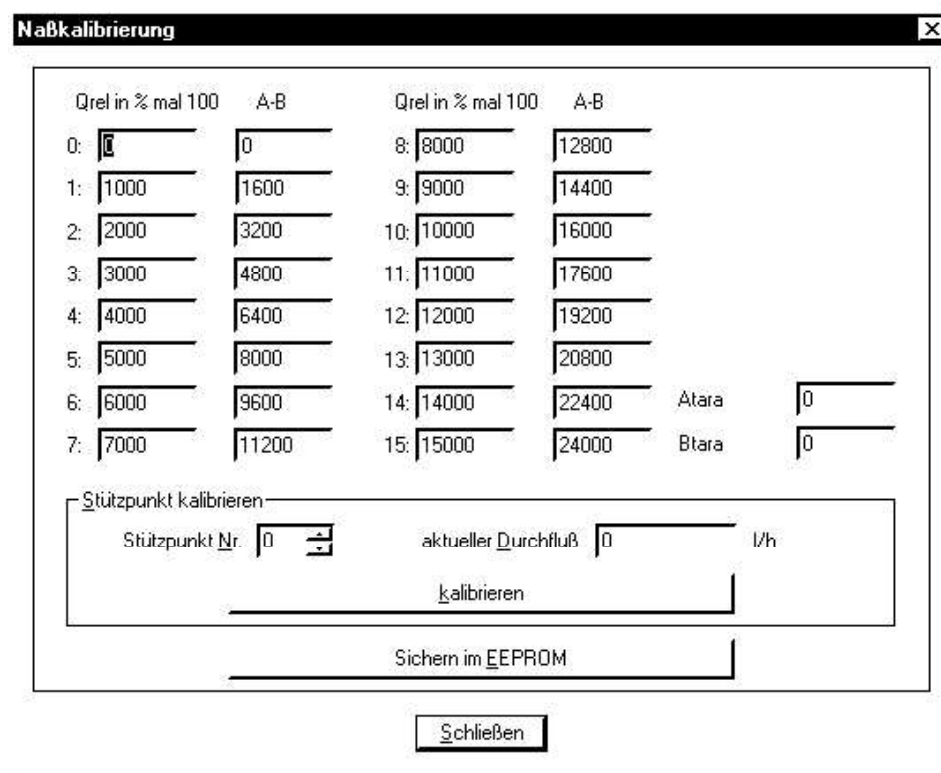 Naßkalibrierung
Qrel in % mal 100 A-B Qrel in % mal 100 A-B
0: 0 0 8: 8000 12800
1: 1000 1600 9: 9000 14400
2: 2000 3200 10: 10000 16000
3: 3000 4800 11: 11000 17600
4: 4000 6400 12: 12000 19200
5: 5000 8000 13: 13000 20800
6: 6000 9600 14: 14000 22400 Atara 0
7: 7000 11200 15: 15000 24000 Btara 0
Stützpunkt kalibrieren
Stützpunkt Nr. 0 aktueller Durchfluß 0 l/h
kalibrieren
Sichern im EEPROM
Schließen